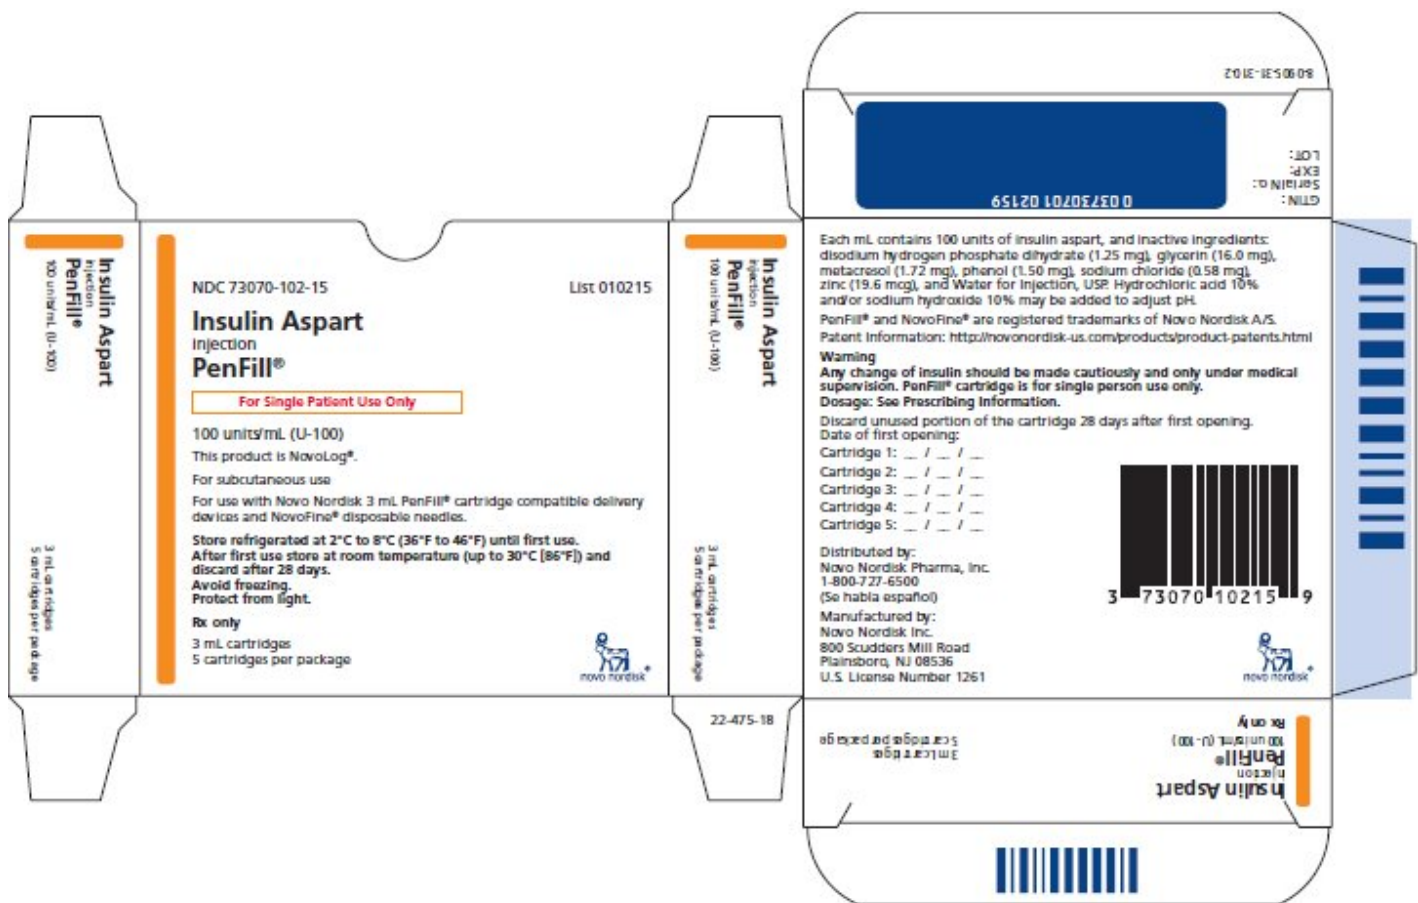 Insulin Aspart
injection
PenFill®
100 units/mL (U-100)
3 mL cartridges
5 cartridges per package
NDC 73070-102-15
List 010215
Insulin Aspart
injection
PenFill®
For Single Patient Use Only
100 units/mL (U-100)
This product is NovoLog®.
For subcutaneous use
For use with Novo Nordisk 3 mL PenFill® cartridge compatible delivery
devices and NovoFine® disposable needles.
Store refrigerated at 2°C to 8°C (36°F to 46°F) until first use.
After first use store at room temperature (up to 30°C [86°F]) and
discard after 28 days.
Avoid freezing.
Protect from light.
Rx only
3 mL cartridges
5 cartridges per package
novo nordisk®
Insulin Aspart
injection
PenFill®
100 units/mL (U-100)
3 mL cartridges
5 cartridges per package
22-475-18
8-0905-31-310-2
GTIN:
Serial No:
EXP:
LOT:
0 0373070102159
Each mL contains 100 units of insulin aspart, and inactive ingredients:
disodium hydrogen phosphate dihydrate (1.25 mg), glycerin (16.0 mg),
metacresol (1.72 mg), phenol (1.50 mg), sodium chloride (0.58 mg),
zinc (19.6 mcg), and Water for Injection, USP. Hydrochloric acid 10%
and/or sodium hydroxide 10% may be added to adjust pH.
PenFill® and NovoFine® are registered trademarks of Novo Nordisk A/S.
Patent Information: http://novonordisk-us.com/products/product-patents.html
Warning
Any change of insulin should be made cautiously and only under medical
supervision. PenFill® cartridge is for single person use only.
Dosage: See Prescribing Information.
Discard unused portion of the cartridge 28 days after first opening.
Date of first opening:
Cartridge 1: __ / __ / __
Cartridge 2: __ / __ / __
Cartridge 3: __ / __ / __
Cartridge 4: __ / __ / __
Cartridge 5: __ / __ / __
Distributed by:
Novo Nordisk Pharma, Inc.
1-800-727-6500
(Se habla español)
Manufactured by:
Novo Nordisk Inc.
800 Scudders Mill Road
Plainsboro, NJ 08536
U.S. License Number 1261
3 73070 10215 9
novo nordisk®
Insulin Aspart
injection
PenFill®
100 units/mL (U-100)
Rx only
3 mL cartridges
5 cartridges per package